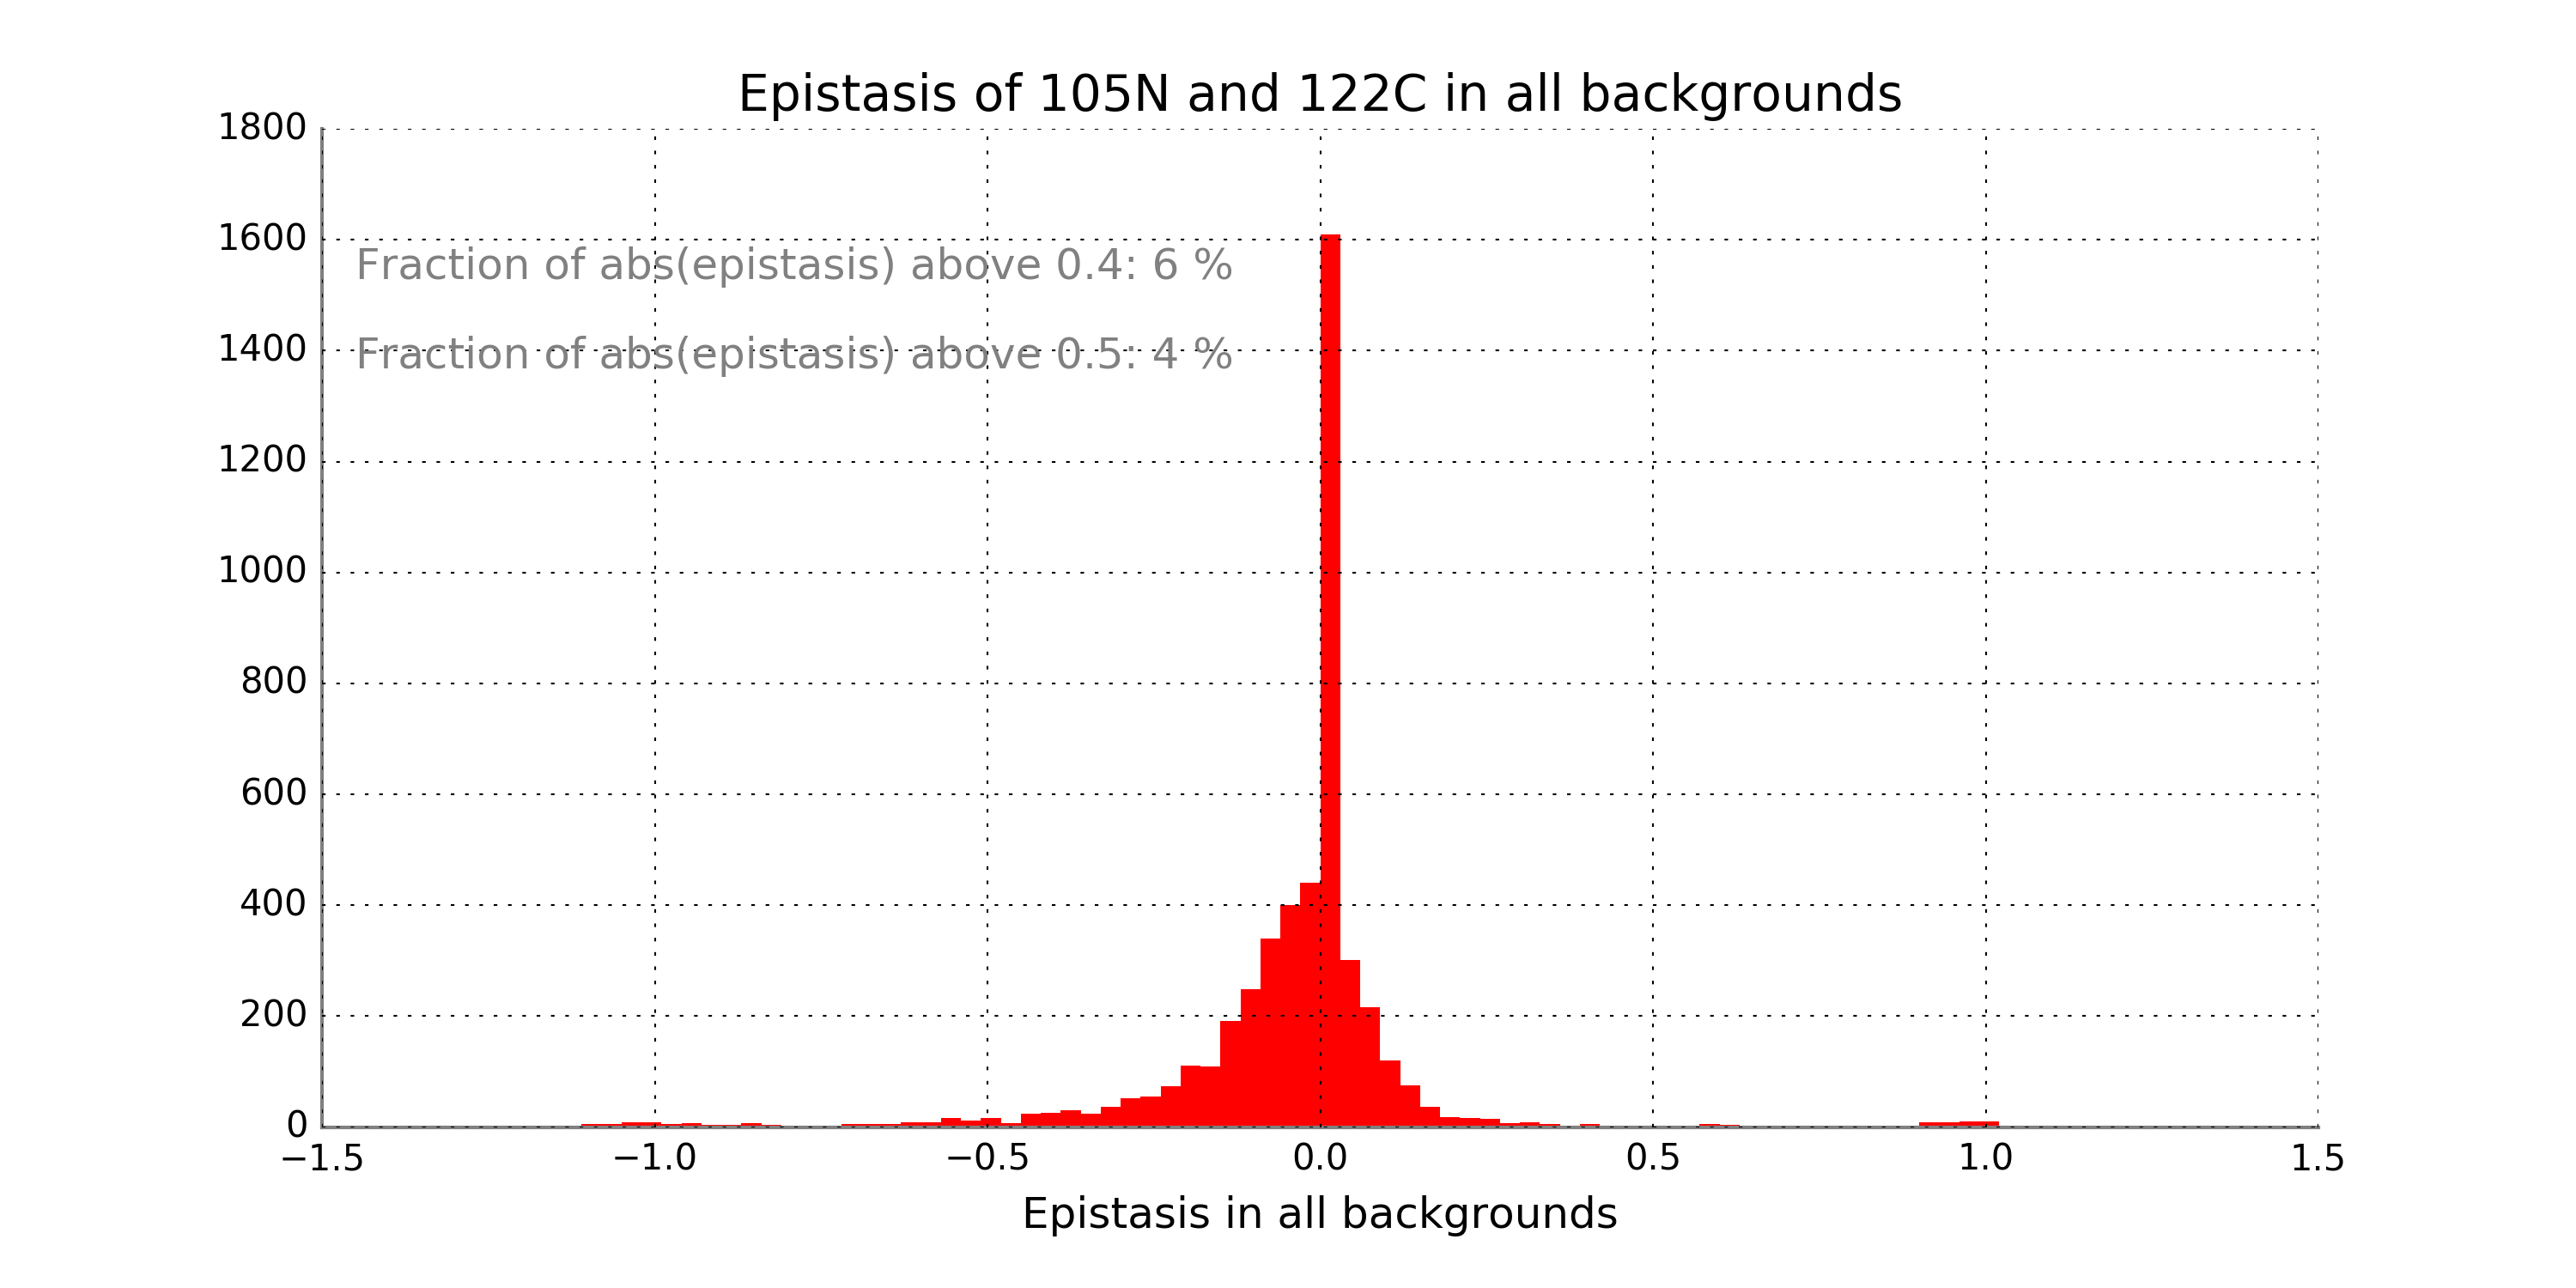 Epistasis of 105N and 122C in all backgrounds
1800
1600
Fraction of abs(epistasis) above 0.4: 6 %
1400
Fraction of abs(epistasis) above 0.5: 4 %
1200
1000
800
600
400
200
0
−1.5 −1.0 −0.5 0.0 0.5 1.0 1.5
Epistasis in all backgrounds